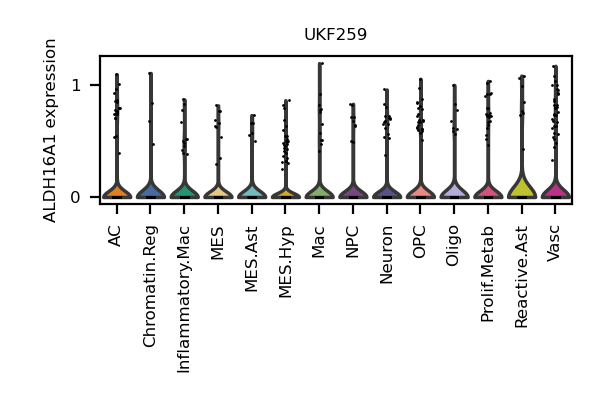 UKF259
ALDH16A1 expression
1
0
AC
Chromatin.Reg
Inflammatory.Mac
MES
MES.Ast
MES.Hyp
Mac
NPC
Neuron
OPC
Oligo
Prolif.Metab
Reactive.Ast
Vasc